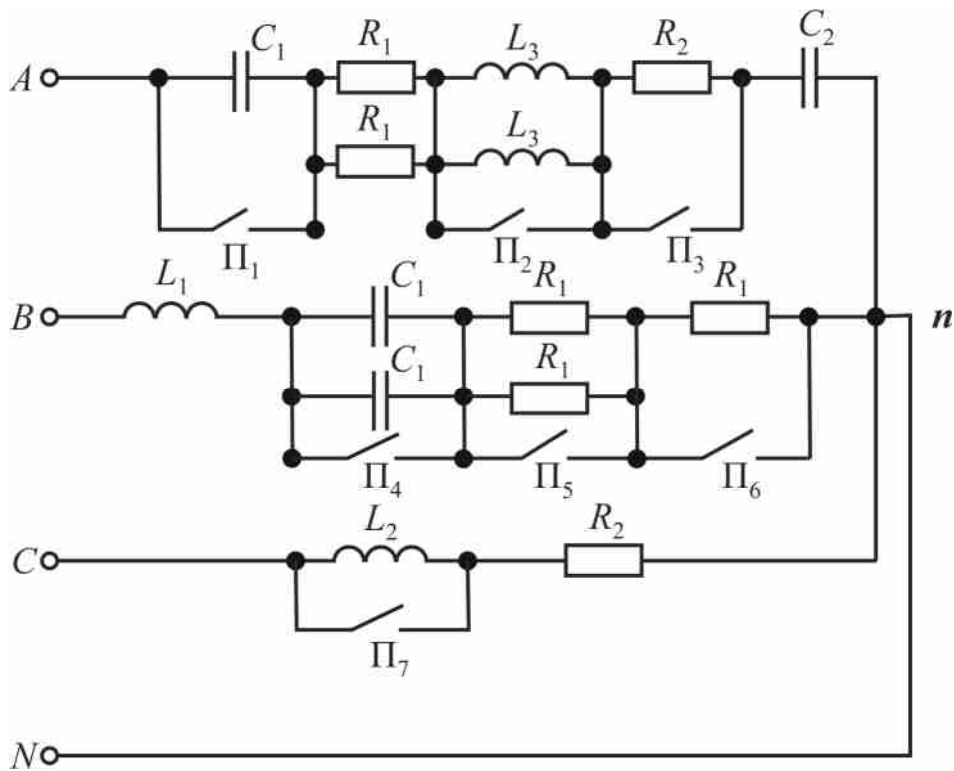 C₁ R₁ L₃ R₂ C₂
A
R₁ L₃
П₁ П₂ П₃
L₁ C₁ R₁ R₁
B n
C₁ R₁
П₄ П₅ П₆
L₂ R₂
C
П₇
N